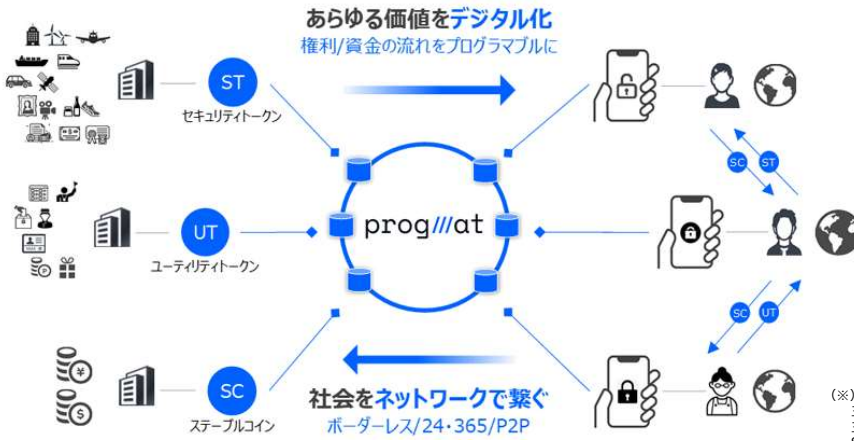 あらゆる価値をデジタル化
権利/資金の流れをプログラマブルに
ST
セキュリティトークン
SC
ST
UT
ユーティリティトークン
prog///at
SC
UT
SC
ステーブルコイン
社会をネットワークで繋ぐ
ボーダーレス/24・365/P2P
(※)